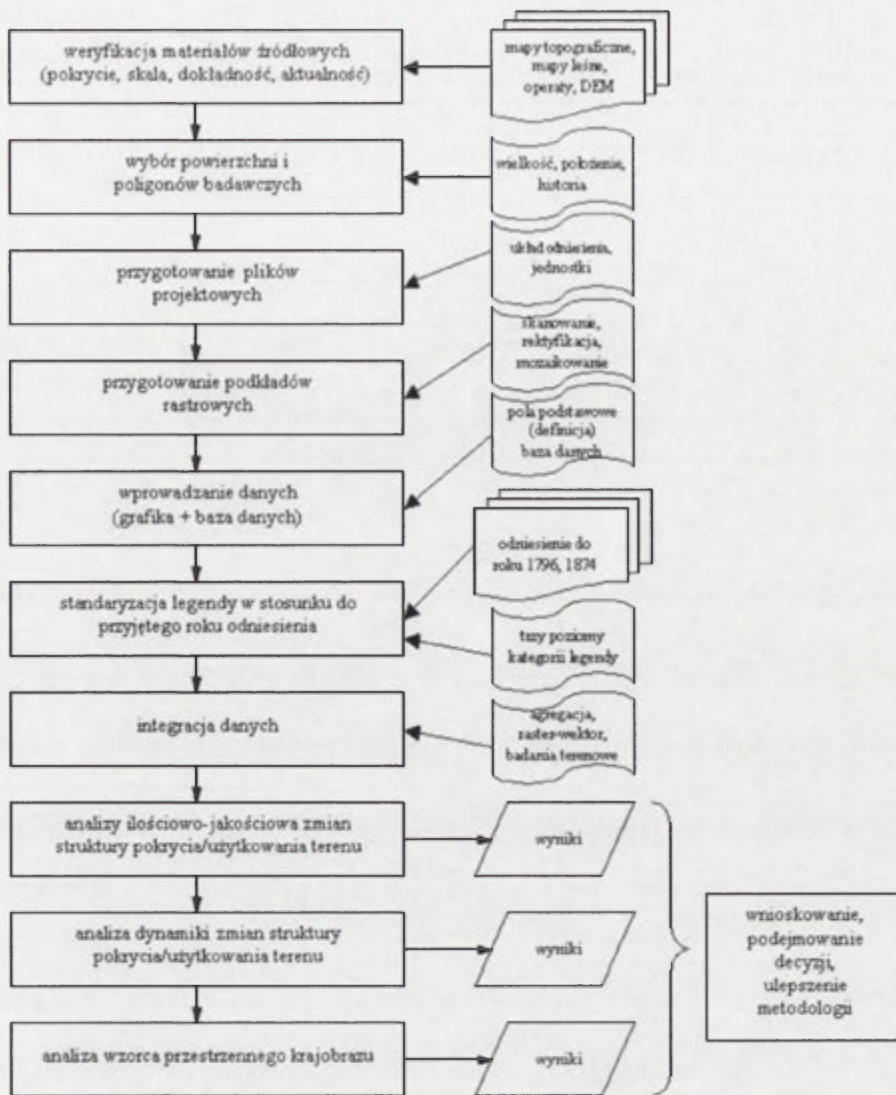 weryfikacja materiałów źródłowych
(pokrycie, skala, dokładność, aktualność)
mapy topograficzne,
mapy leśne,
operaty, DEM
wybór powierzchni i
poligonów badawczych
wielkość, położenie,
historia
przygotowanie plików
projektowych
układ odniesienia,
jednostki
przygotowanie podkładów
rastrowych
skanowanie,
rektyfikacja,
mozaikowanie
wprowadzanie danych
(grafika + baza danych)
pola podstawowe
(definicja)
baza danych
standaryzacja legendy w stosunku do
przyjętego roku odniesienia
odniesienie do
roku 1796, 1874
trzy poziomy
kategorii legendy
integracja danych
agregacja,
raster-wektor,
badania terenowe
analizy ilościowo-jakościowa zmian
struktury pokrycia/użytkowania terenu
wyniki
analiza dynamiki zmian struktury
pokrycia/użytkowania terenu
wyniki
analiza wzorca przestrzennego krajobrazu
wyniki
wnioskowanie,
podejmowanie
decyzji,
ulepszenie
metodologii